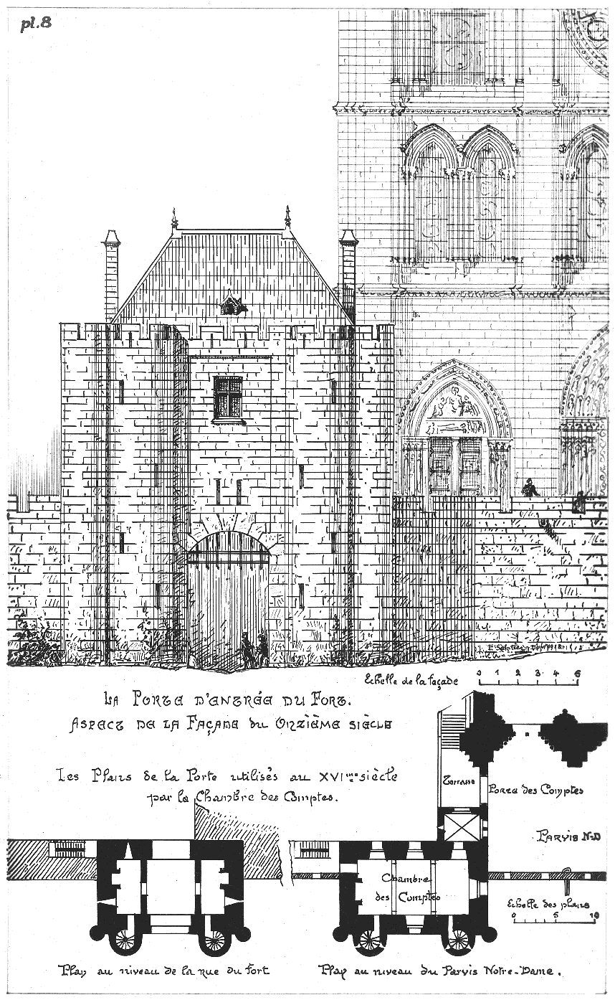 pl.8
Echelle de la façade
0 1 2 3 4 5
LA PORTE D'ENTRÉE DU FORT.
ASPECT DE LA FAÇADE du ONZIÈME SIÈCLE
Les Plans de la Porte utilisés au XVIme siècle
par la Chambre des Comptes.
Terrasse
PORTE des Comptes
PARVIS N-D
Chambre
des Comptes
Echelle des plans
0 5 10
Plan au niveau de la rue du Fort
Plan au niveau du Parvis Notre-Dame.